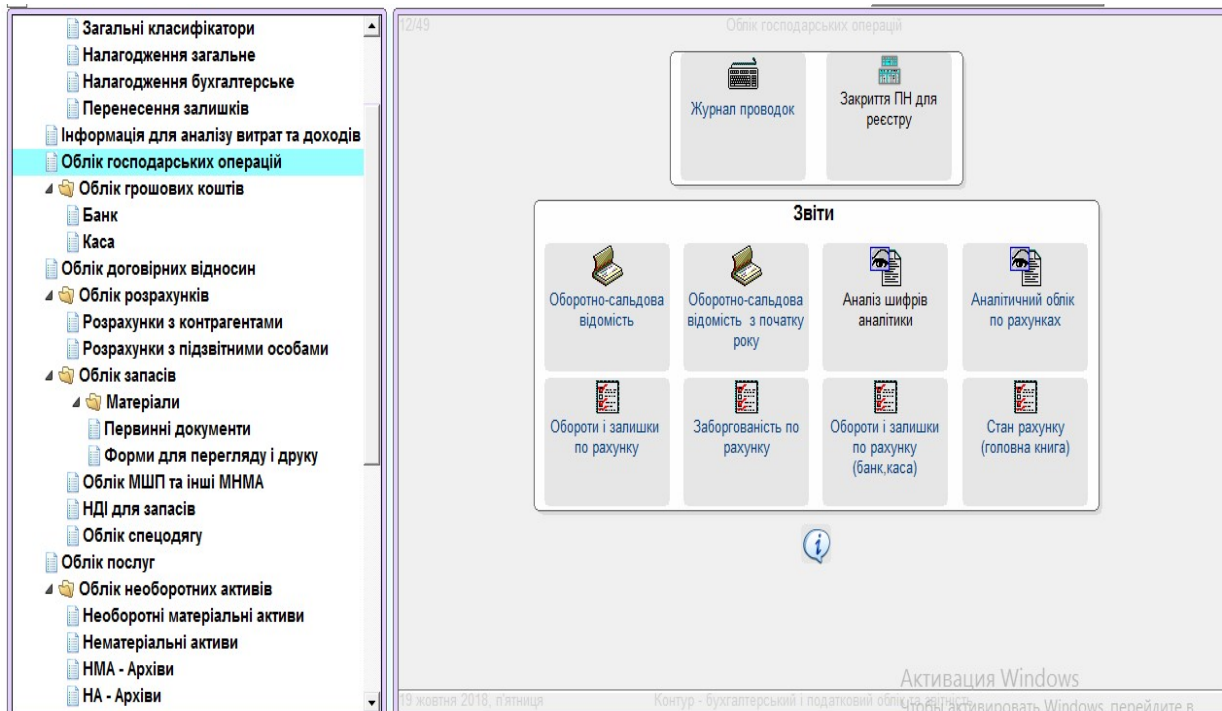 Загальні класифікатори
Налагодження загальне
Налагодження бухгалтерське
Перенесення залишків
Інформація для аналізу витрат та доходів
Облік господарських операцій
Облік грошових коштів
Банк
Каса
Облік договірних відносин
Облік розрахунків
Розрахунки з контрагентами
Розрахунки з підзвітними особами
Облік запасів
Матеріали
Первинні документи
Форми для перегляду і друку
Облік МШП та інші МНМА
НДІ для запасів
Облік спецодягу
Облік послуг
Облік необоротних активів
Необоротні матеріальні активи
Нематеріальні активи
НМА - Архіви
НА - Архіви
12/49
Облік господарських операцій
Журнал проводок
Закриття ПН для
реєстру
Звіти
Оборотно-сальдова
відомість
Оборотно-сальдова
відомість з початку
року
Аналіз шифрів
аналітики
Аналітичний облік
по рахунках
Обороти і залишки
по рахунку
Заборгованість по
рахунку
Обороти і залишки
по рахунку
(банк,каса)
Стан рахунку
(головна книга)
Активация Windows
19 жовтня 2018, п'ятниця
Контур - бухгалтерський і податковий облік та звітність
Чтобы активировать Windows, перейдите в